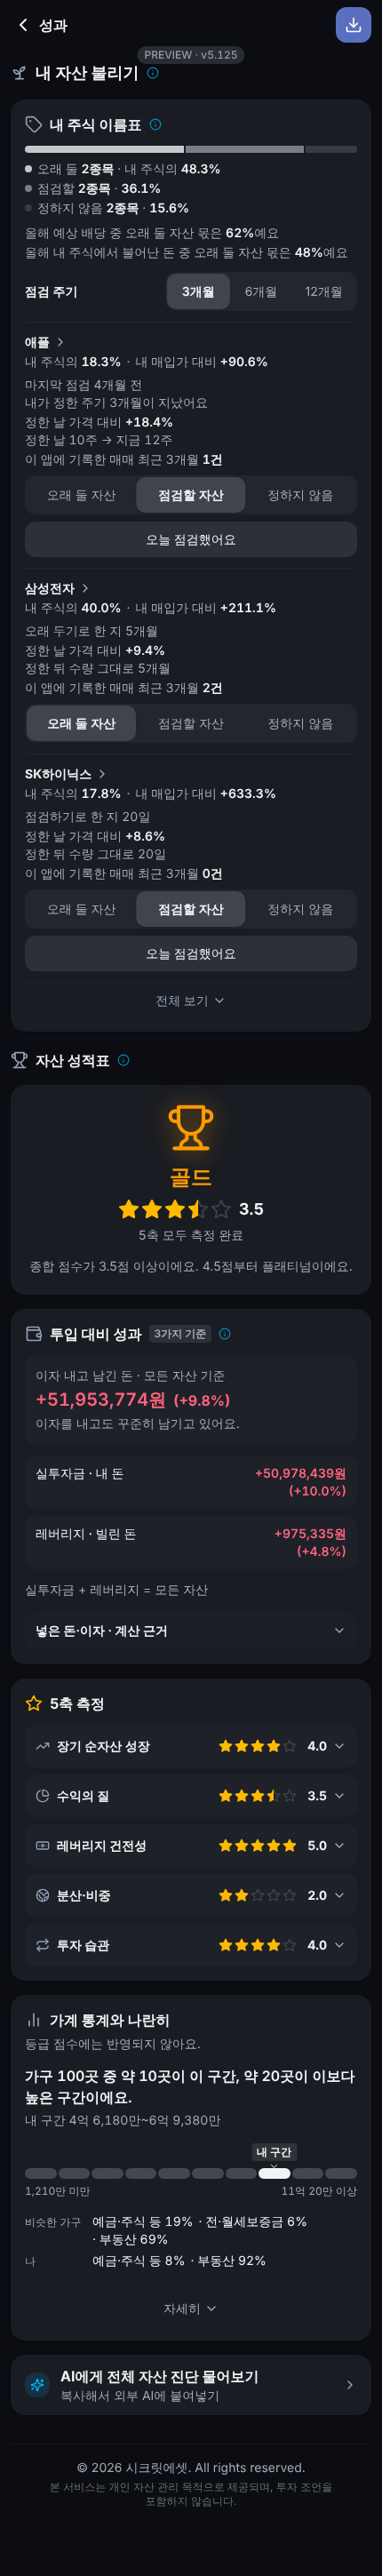 성과
PREVIEW · v5.125
내 자산 불리기
내 주식 이름표
오래 둘 2종목 · 내 주식의 48.3%
점검할 2종목 · 36.1%
정하지 않음 2종목 · 15.6%
올해 예상 배당 중 오래 둘 자산 몫은 62%예요
올해 내 주식에서 불어난 돈 중 오래 둘 자산 몫은 48%예요
점검 주기 3개월 6개월 12개월
애플
내 주식의 18.3% · 내 매입가 대비 +90.6%
마지막 점검 4개월 전
내가 정한 주기 3개월이 지났어요
정한 날 가격 대비 +18.4%
정한 날 10주 → 지금 12주
이 앱에 기록한 매매 최근 3개월 1건
오래 둘 자산 점검할 자산 정하지 않음
오늘 점검했어요
삼성전자
내 주식의 40.0% · 내 매입가 대비 +211.1%
오래 두기로 한 지 5개월
정한 날 가격 대비 +9.4%
정한 뒤 수량 그대로 5개월
이 앱에 기록한 매매 최근 3개월 2건
오래 둘 자산 점검할 자산 정하지 않음
SK하이닉스
내 주식의 17.8% · 내 매입가 대비 +633.3%
점검하기로 한 지 20일
정한 날 가격 대비 +8.6%
정한 뒤 수량 그대로 20일
이 앱에 기록한 매매 최근 3개월 0건
오래 둘 자산 점검할 자산 정하지 않음
오늘 점검했어요
전체 보기
자산 성적표
골드
3.5
5축 모두 측정 완료
종합 점수가 3.5점 이상이에요. 4.5점부터 플래티넘이에요.
투입 대비 성과 3가지 기준
이자 내고 남긴 돈 · 모든 자산 기준
+51,953,774원 (+9.8%)
이자를 내고도 꾸준히 남기고 있어요.
실투자금 · 내 돈 +50,978,439원
(+10.0%)
레버리지 · 빌린 돈 +975,335원
(+4.8%)
실투자금 + 레버리지 = 모든 자산
넣은 돈·이자 · 계산 근거
5축 측정
장기 순자산 성장 4.0
수익의 질 3.5
레버리지 건전성 5.0
분산·비중 2.0
투자 습관 4.0
가계 통계와 나란히
등급 점수에는 반영되지 않아요.
가구 100곳 중 약 10곳이 이 구간, 약 20곳이 이보다
높은 구간이에요.
내 구간 4억 6,180만~6억 9,380만
내 구간
1,210만 미만 11억 20만 이상
비슷한 가구 예금·주식 등 19% · 전·월세보증금 6%
· 부동산 69%
나 예금·주식 등 8% · 부동산 92%
자세히
AI에게 전체 자산 진단 물어보기
복사해서 외부 AI에 붙여넣기
© 2026 시크릿에셋. All rights reserved.
본 서비스는 개인 자산 관리 목적으로 제공되며, 투자 조언을
포함하지 않습니다.